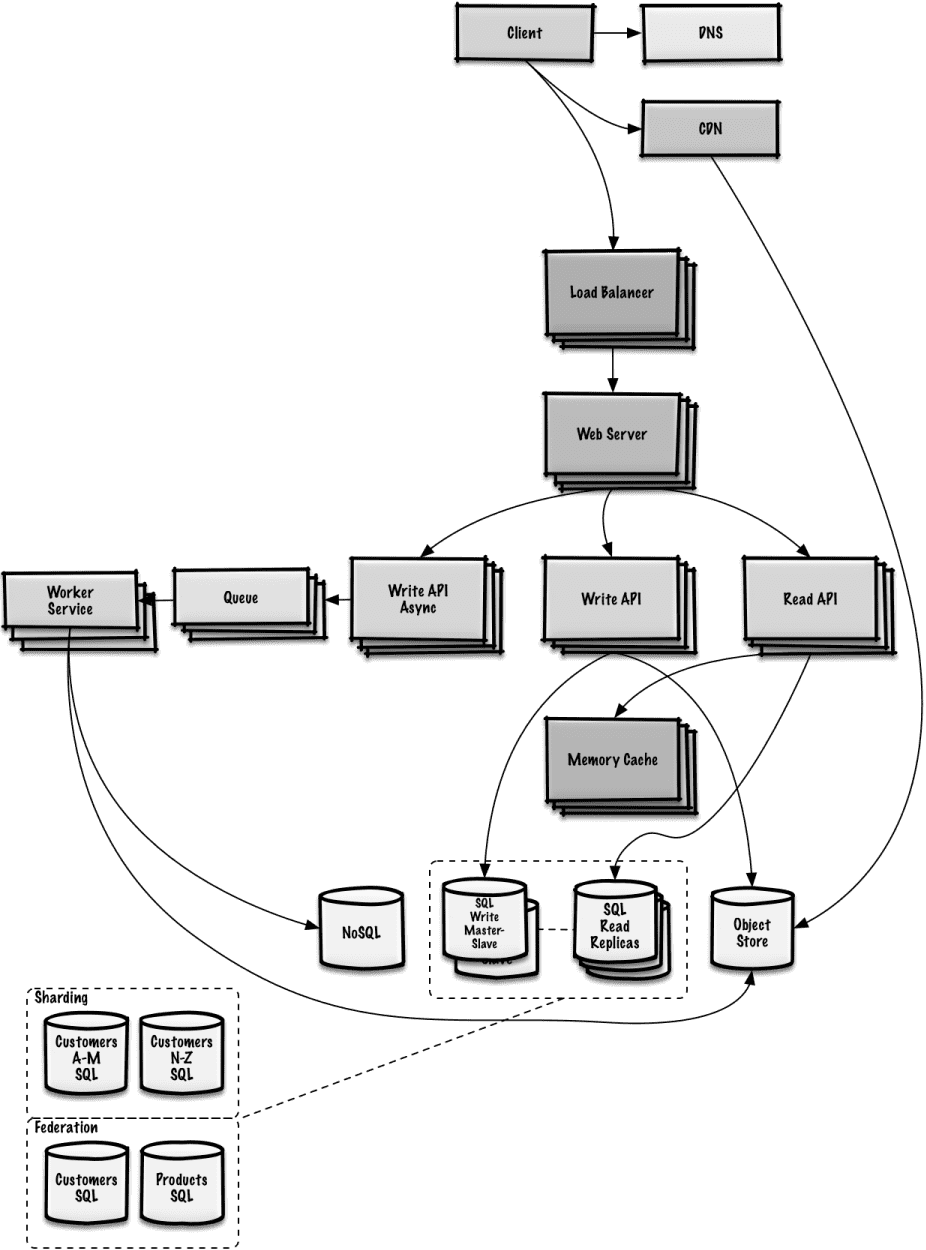 Client
DNS
CDN
Load Balancer
Web Server
Worker
Service
Queue
Write API
Async
Write API
Read API
Memory Cache
NoSQL
SQL
Write
Master-
Slave
SQL
Read
Replicas
Object
Store
Sharding
Customers
A-M
SQL
Customers
N-Z
SQL
Federation
Customers
SQL
Products
SQL